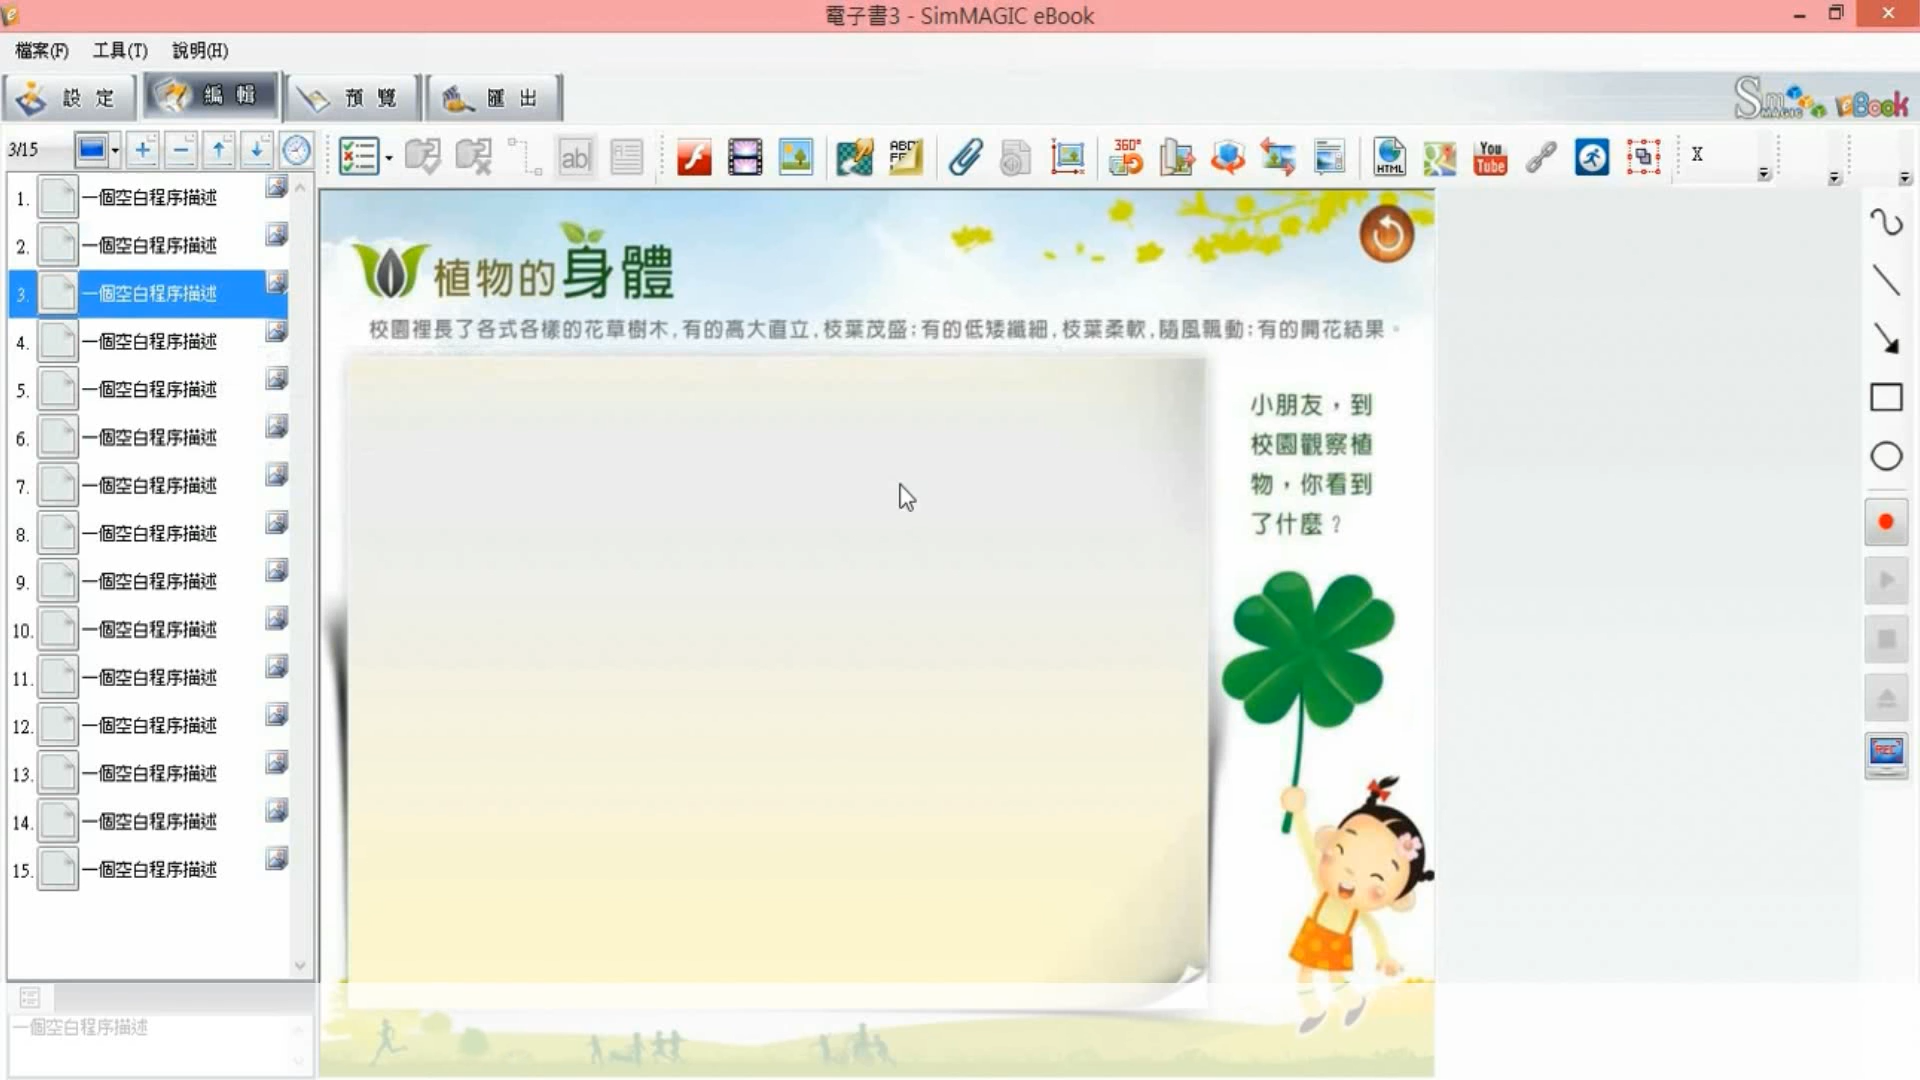 電子書3 - SimMAGIC eBook
檔案(F) 工具(T) 說明(H)
設定 編輯 預覽 匯出
SimMAGIC eBook
3/15
ab
ABC
360°
HTML
You Tube
X
1. 一個空白程序描述
2. 一個空白程序描述
3. 一個空白程序描述
4. 一個空白程序描述
5. 一個空白程序描述
6. 一個空白程序描述
7. 一個空白程序描述
8. 一個空白程序描述
9. 一個空白程序描述
10. 一個空白程序描述
11. 一個空白程序描述
12. 一個空白程序描述
13. 一個空白程序描述
14. 一個空白程序描述
15. 一個空白程序描述
一個空白程序描述
植物的身體
校園裡長了各式各樣的花草樹木,有的高大直立,枝葉茂盛;有的低矮纖細,枝葉柔軟,隨風飄動;有的開花結果。
小朋友，到
校園觀察植
物，你看到
了什麼？
REC